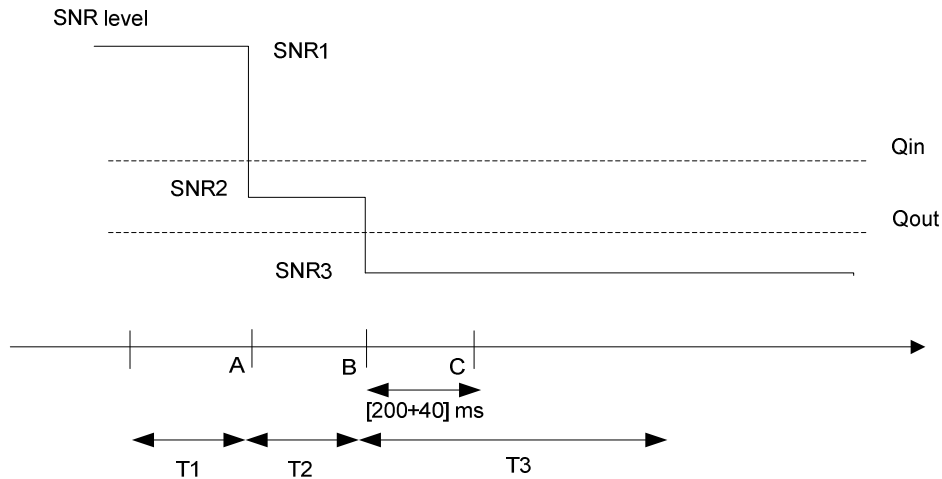 SNR level
SNR1
Qin
SNR2
Qout
SNR3
A
B
C
[200+40] ms
T1
T2
T3